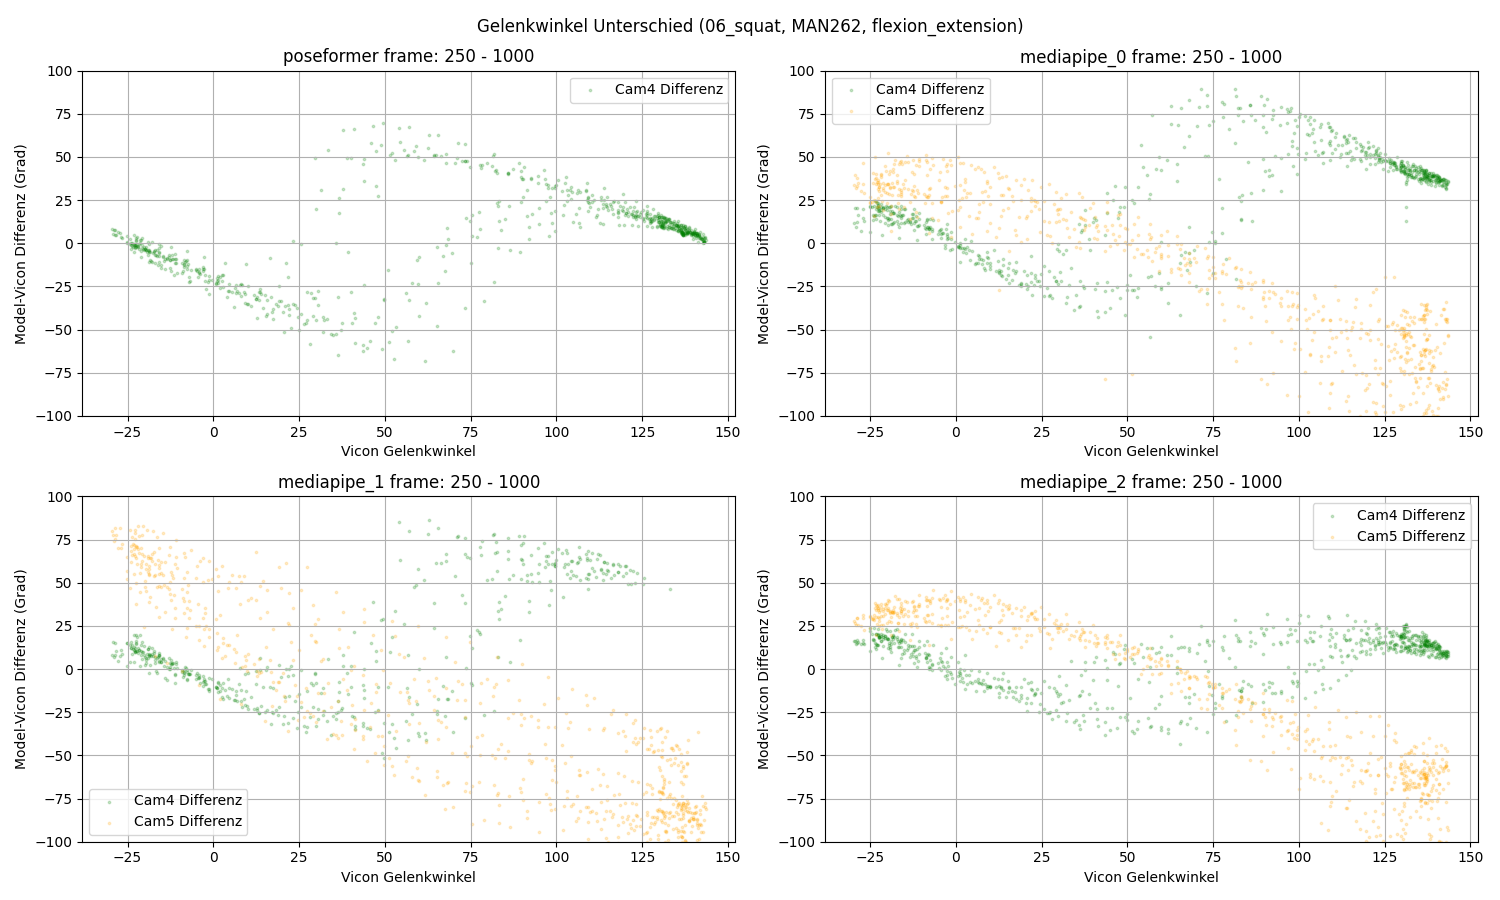 Gelenkwinkel Unterschied (06_squat, MAN262, flexion_extension)
poseformer frame: 250 - 1000
100
75
50
25
0
−25
−50
−75
−100
Model-Vicon Differenz (Grad)
Cam4 Differenz
−25 0 25 50 75 100 125 150
Vicon Gelenkwinkel
mediapipe_0 frame: 250 - 1000
100
75
50
25
0
−25
−50
−75
−100
Model-Vicon Differenz (Grad)
Cam4 Differenz
Cam5 Differenz
−25 0 25 50 75 100 125 150
Vicon Gelenkwinkel
mediapipe_1 frame: 250 - 1000
100
75
50
25
0
−25
−50
−75
−100
Model-Vicon Differenz (Grad)
Cam4 Differenz
Cam5 Differenz
−25 0 25 50 75 100 125 150
Vicon Gelenkwinkel
mediapipe_2 frame: 250 - 1000
100
75
50
25
0
−25
−50
−75
−100
Model-Vicon Differenz (Grad)
Cam4 Differenz
Cam5 Differenz
−25 0 25 50 75 100 125 150
Vicon Gelenkwinkel